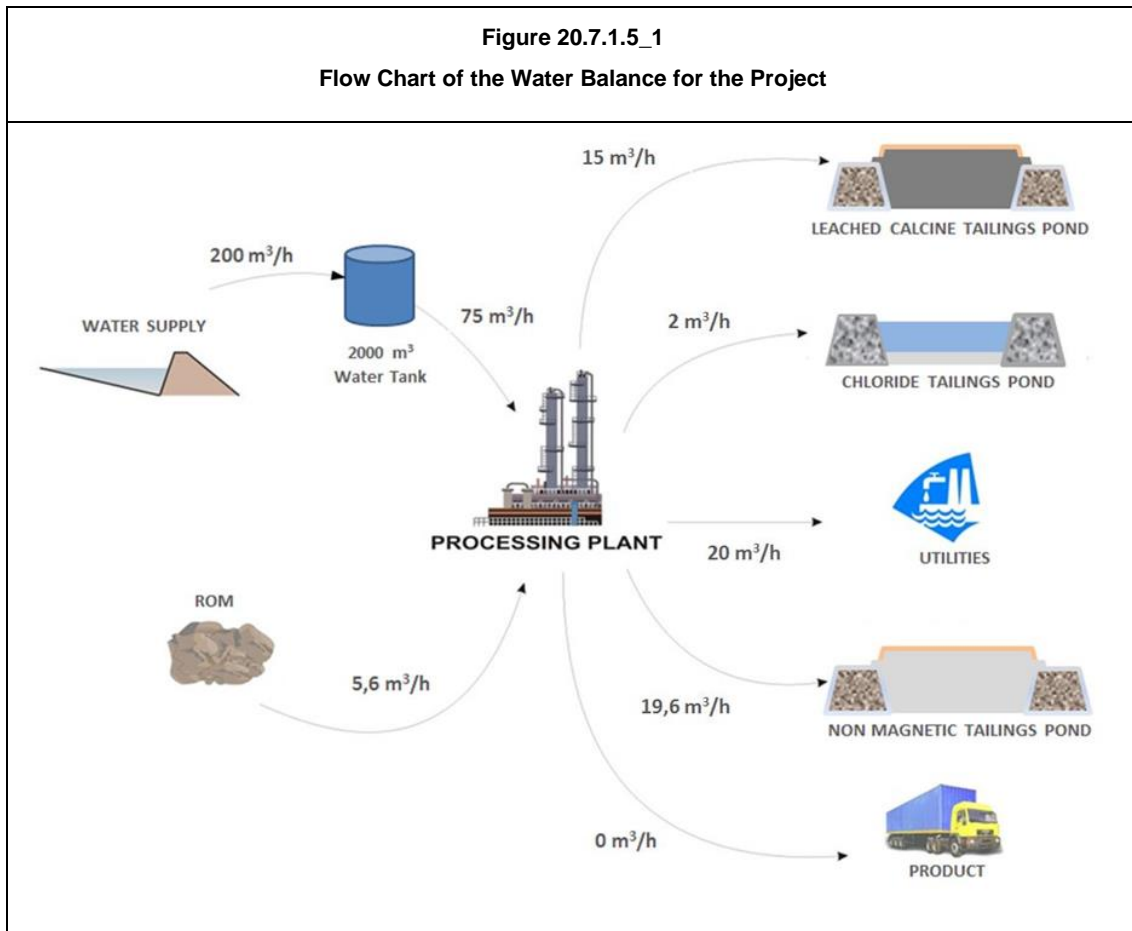 Figure 20.7.1.5_1
Flow Chart of the Water Balance for the Project
15 m³/h
LEACHED CALCINE TAILINGS POND
200 m³/h
WATER SUPPLY
2000 m³
Water Tank
75 m³/h
2 m³/h
CHLORIDE TAILINGS POND
PROCESSING PLANT
20 m³/h
UTILITIES
ROM
5,6 m³/h
19,6 m³/h
NON MAGNETIC TAILINGS POND
0 m³/h
PRODUCT